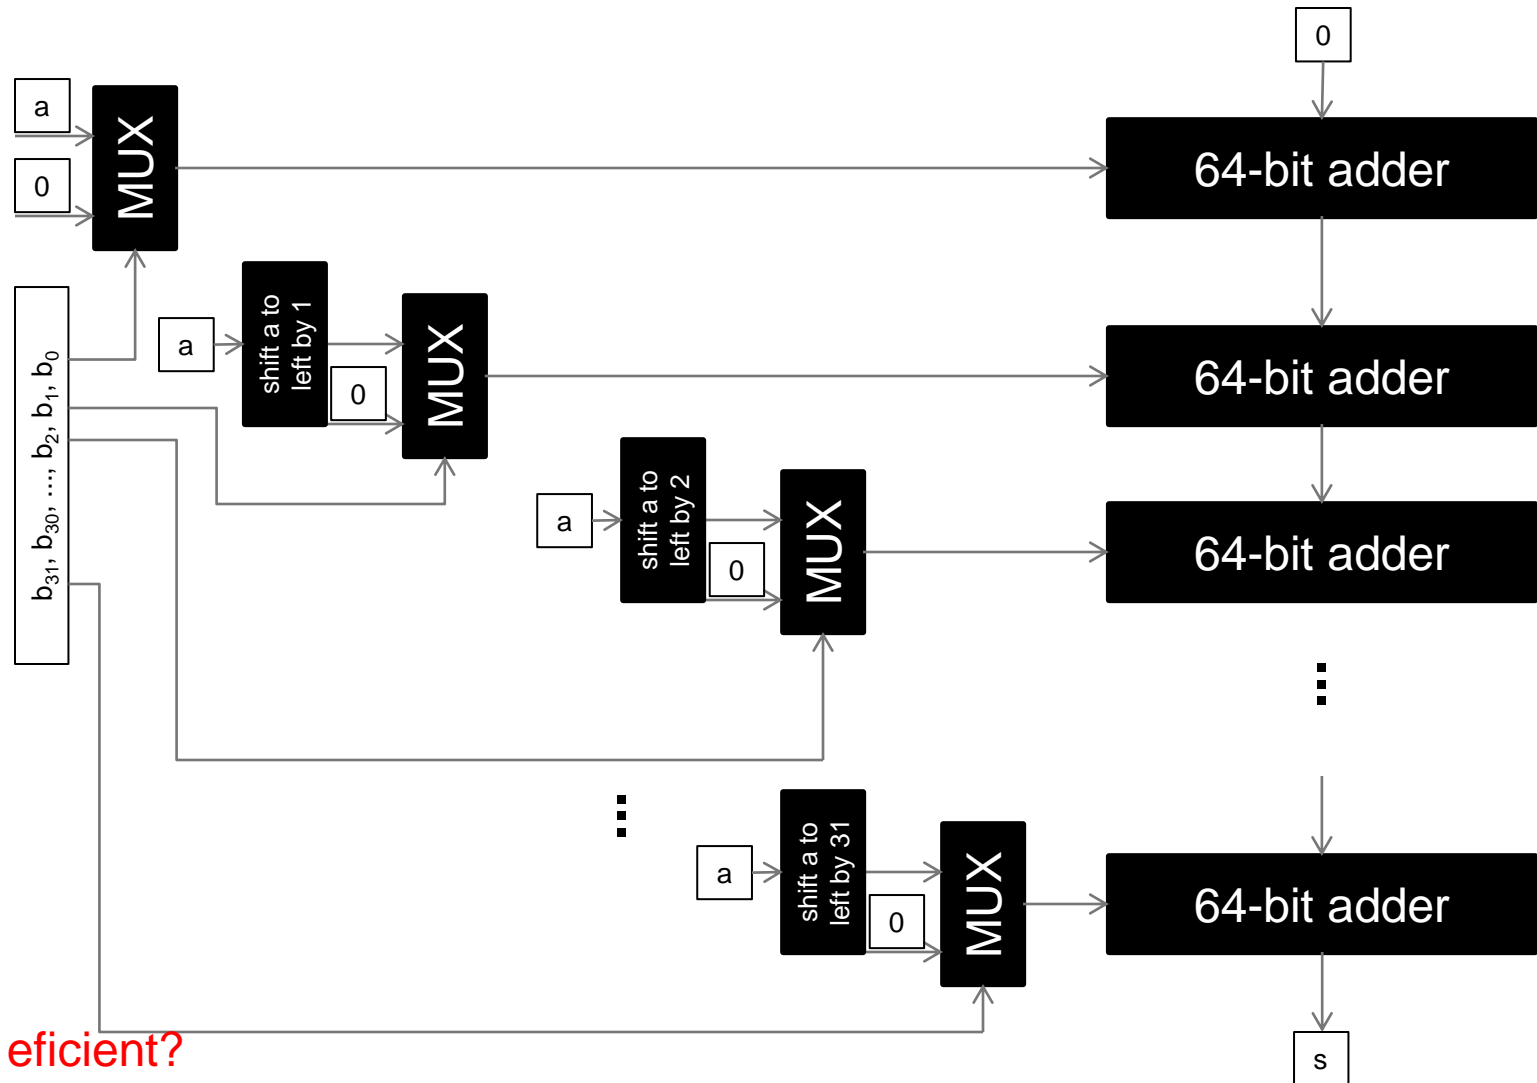 0
a
MUX
64-bit adder
0
b31, b30, ..., b2, b1, b0
a
shift a to
left by 1
0
MUX
64-bit adder
a
shift a to
left by 2
0
MUX
64-bit adder
...
...
a
shift a to
left by 31
0
MUX
64-bit adder
eficient?
s